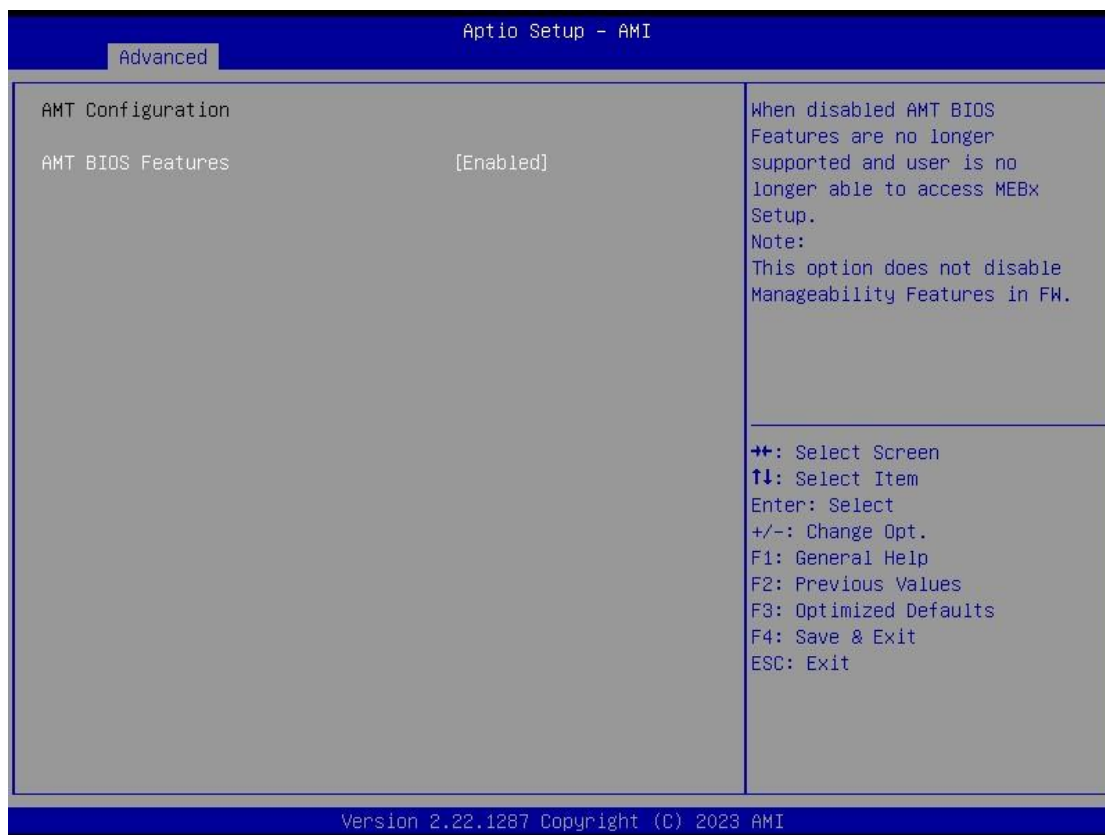 Aptio Setup – AMI
Advanced
AMT Configuration
AMT BIOS Features [Enabled]
When disabled AMT BIOS
Features are no longer
supported and user is no
longer able to access MEBx
Setup.
Note:
This option does not disable
Manageability Features in FW.
→←: Select Screen
↑↓: Select Item
Enter: Select
+/-: Change Opt.
F1: General Help
F2: Previous Values
F3: Optimized Defaults
F4: Save & Exit
ESC: Exit
Version 2.22.1287 Copyright (C) 2023 AMI